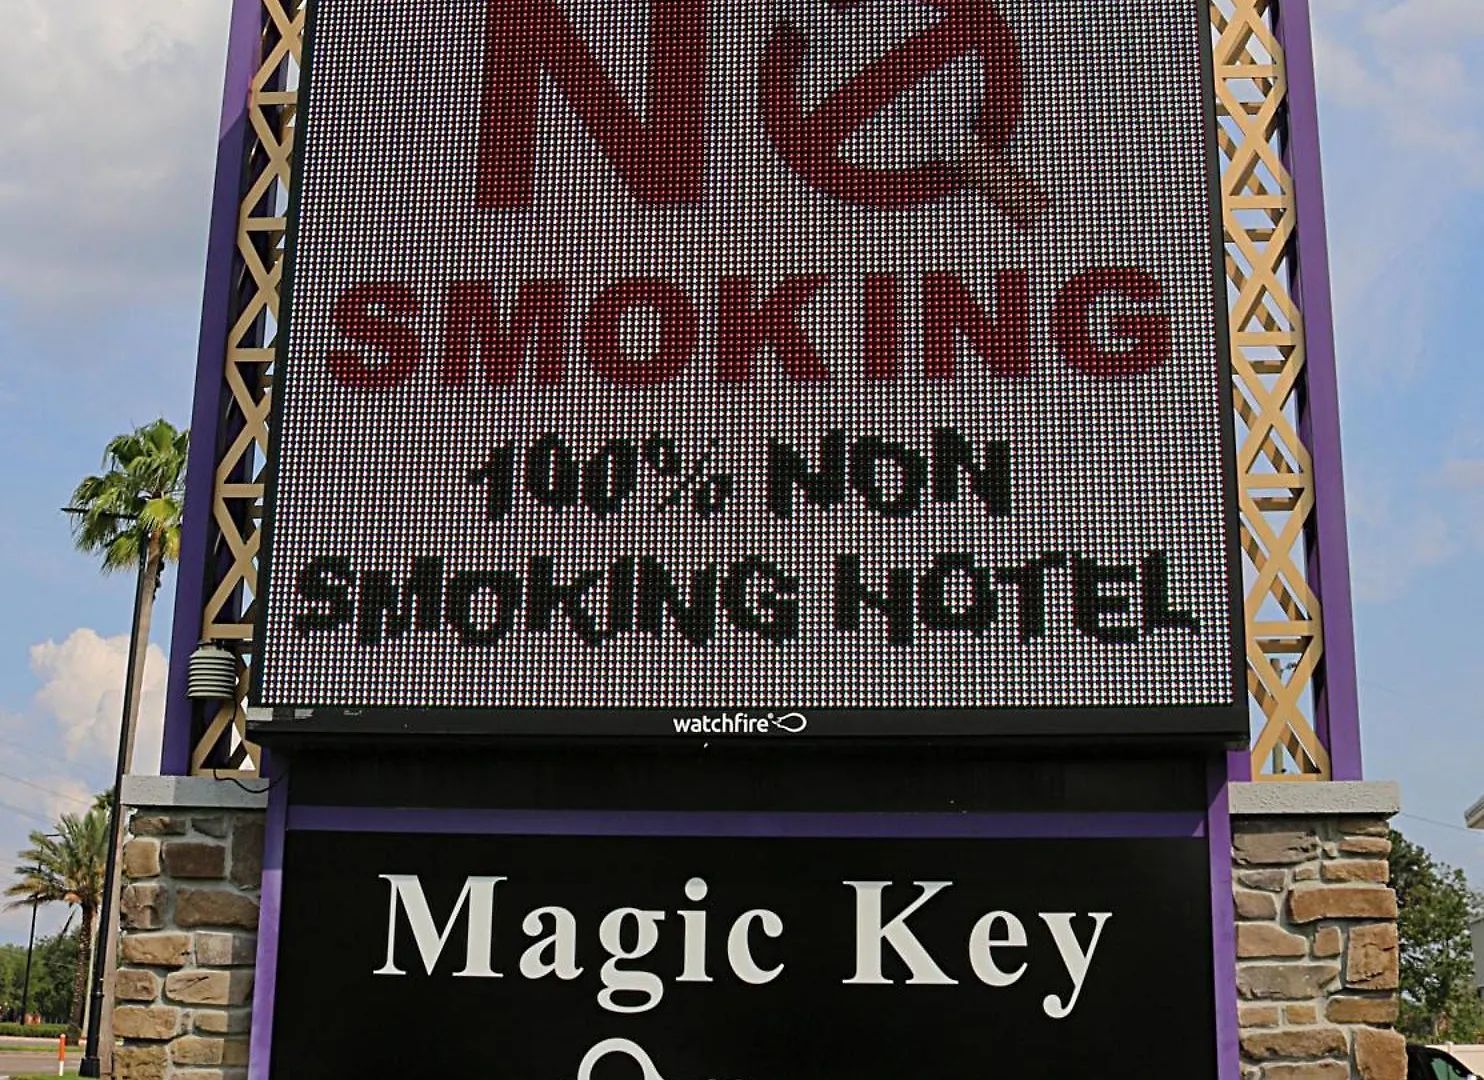 NO
SMOKING
100% NON
SMOKING HOTEL
watchfire
Magic Key